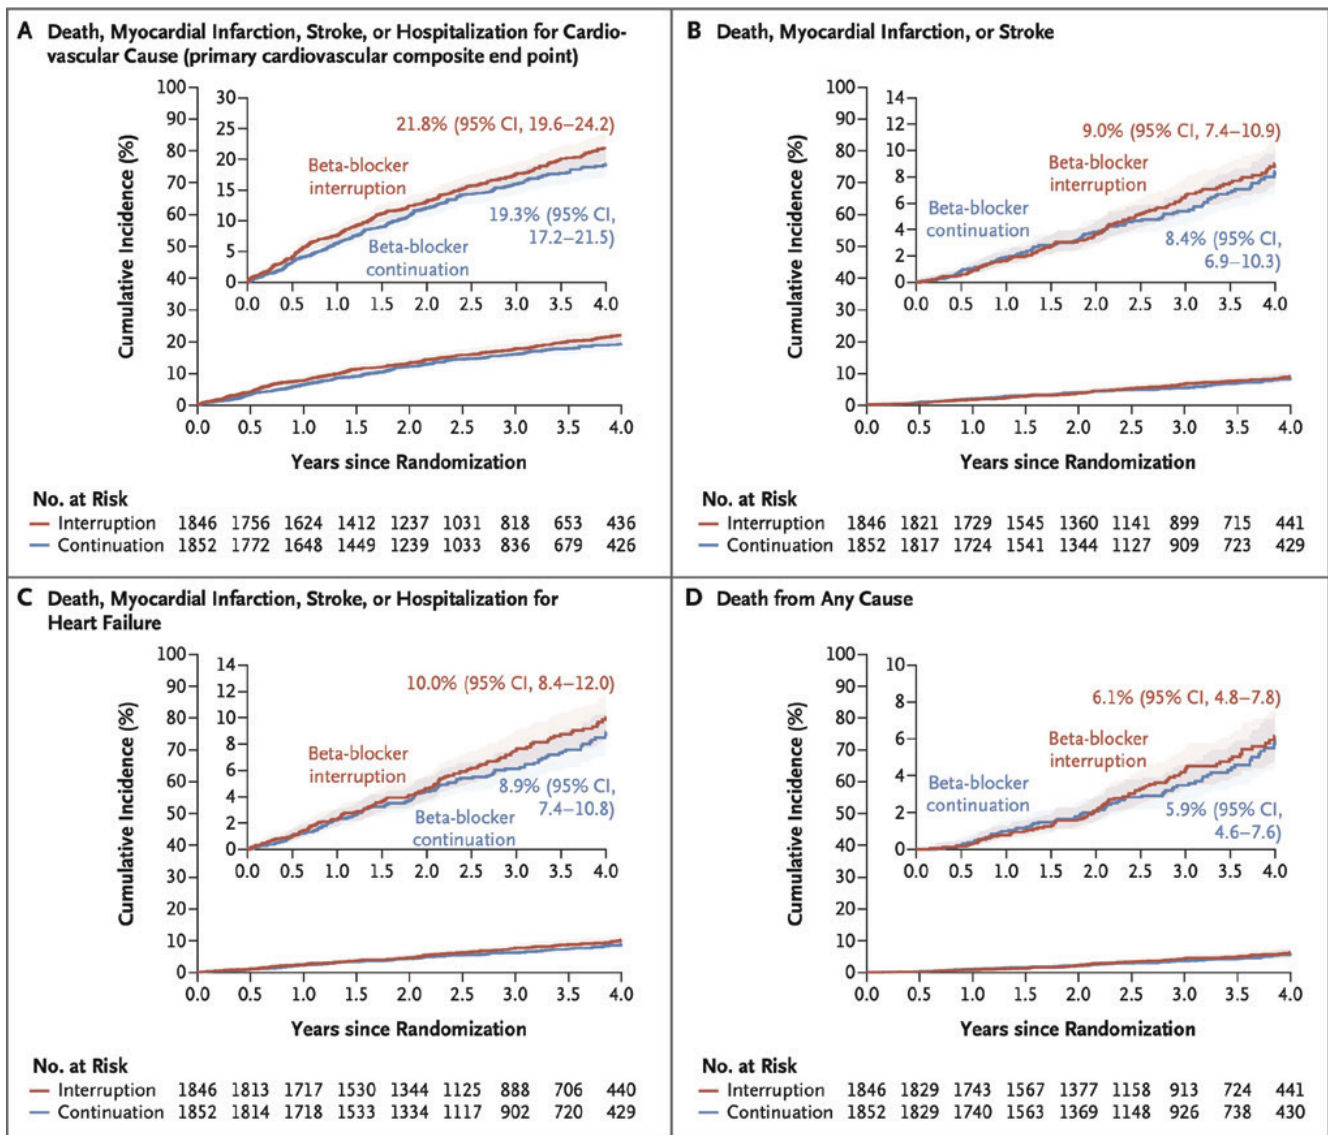 A Death, Myocardial Infarction, Stroke, or Hospitalization for Cardio-
vascular Cause (primary cardiovascular composite end point)
Cumulative Incidence (%)
100
90
80
70
60
50
40
30
20
10
0
30
25
20
15
10
5
0
21.8% (95% CI, 19.6–24.2)
Beta-blocker
interruption
19.3% (95% CI,
17.2–21.5)
Beta-blocker
continuation
0.0 0.5 1.0 1.5 2.0 2.5 3.0 3.5 4.0
0.0 0.5 1.0 1.5 2.0 2.5 3.0 3.5 4.0
Years since Randomization
No. at Risk
Interruption 1846 1756 1624 1412 1237 1031 818 653 436
Continuation 1852 1772 1648 1449 1239 1033 836 679 426
B Death, Myocardial Infarction, or Stroke
Cumulative Incidence (%)
100
90
80
70
60
50
40
30
20
10
0
14
12
10
8
6
4
2
0
9.0% (95% CI, 7.4–10.9)
Beta-blocker
interruption
Beta-blocker
continuation
8.4% (95% CI,
6.9–10.3)
0.0 0.5 1.0 1.5 2.0 2.5 3.0 3.5 4.0
0.0 0.5 1.0 1.5 2.0 2.5 3.0 3.5 4.0
Years since Randomization
No. at Risk
Interruption 1846 1821 1729 1545 1360 1141 899 715 441
Continuation 1852 1817 1724 1541 1344 1127 909 723 429
C Death, Myocardial Infarction, Stroke, or Hospitalization for
Heart Failure
Cumulative Incidence (%)
100
90
80
70
60
50
40
30
20
10
0
14
12
10
8
6
4
2
0
10.0% (95% CI, 8.4–12.0)
Beta-blocker
interruption
8.9% (95% CI,
7.4–10.8)
Beta-blocker
continuation
0.0 0.5 1.0 1.5 2.0 2.5 3.0 3.5 4.0
0.0 0.5 1.0 1.5 2.0 2.5 3.0 3.5 4.0
Years since Randomization
No. at Risk
Interruption 1846 1813 1717 1530 1344 1125 888 706 440
Continuation 1852 1814 1718 1533 1334 1117 902 720 429
D Death from Any Cause
Cumulative Incidence (%)
100
90
80
70
60
50
40
30
20
10
0
10
8
6
4
2
0
6.1% (95% CI, 4.8–7.8)
Beta-blocker
interruption
Beta-blocker
continuation
5.9% (95% CI,
4.6–7.6)
0.0 0.5 1.0 1.5 2.0 2.5 3.0 3.5 4.0
0.0 0.5 1.0 1.5 2.0 2.5 3.0 3.5 4.0
Years since Randomization
No. at Risk
Interruption 1846 1829 1743 1567 1377 1158 913 724 441
Continuation 1852 1829 1740 1563 1369 1148 926 738 430